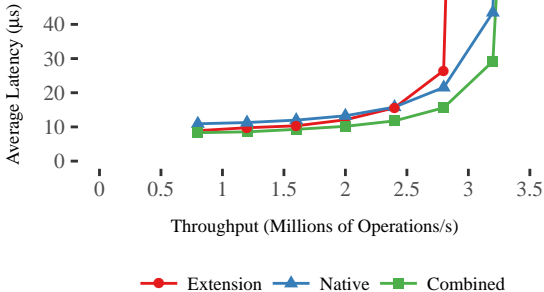 Average Latency (µs)
40
30
20
10
0
0 0.5 1 1.5 2 2.5 3 3.5
Throughput (Millions of Operations/s)
Extension Native Combined